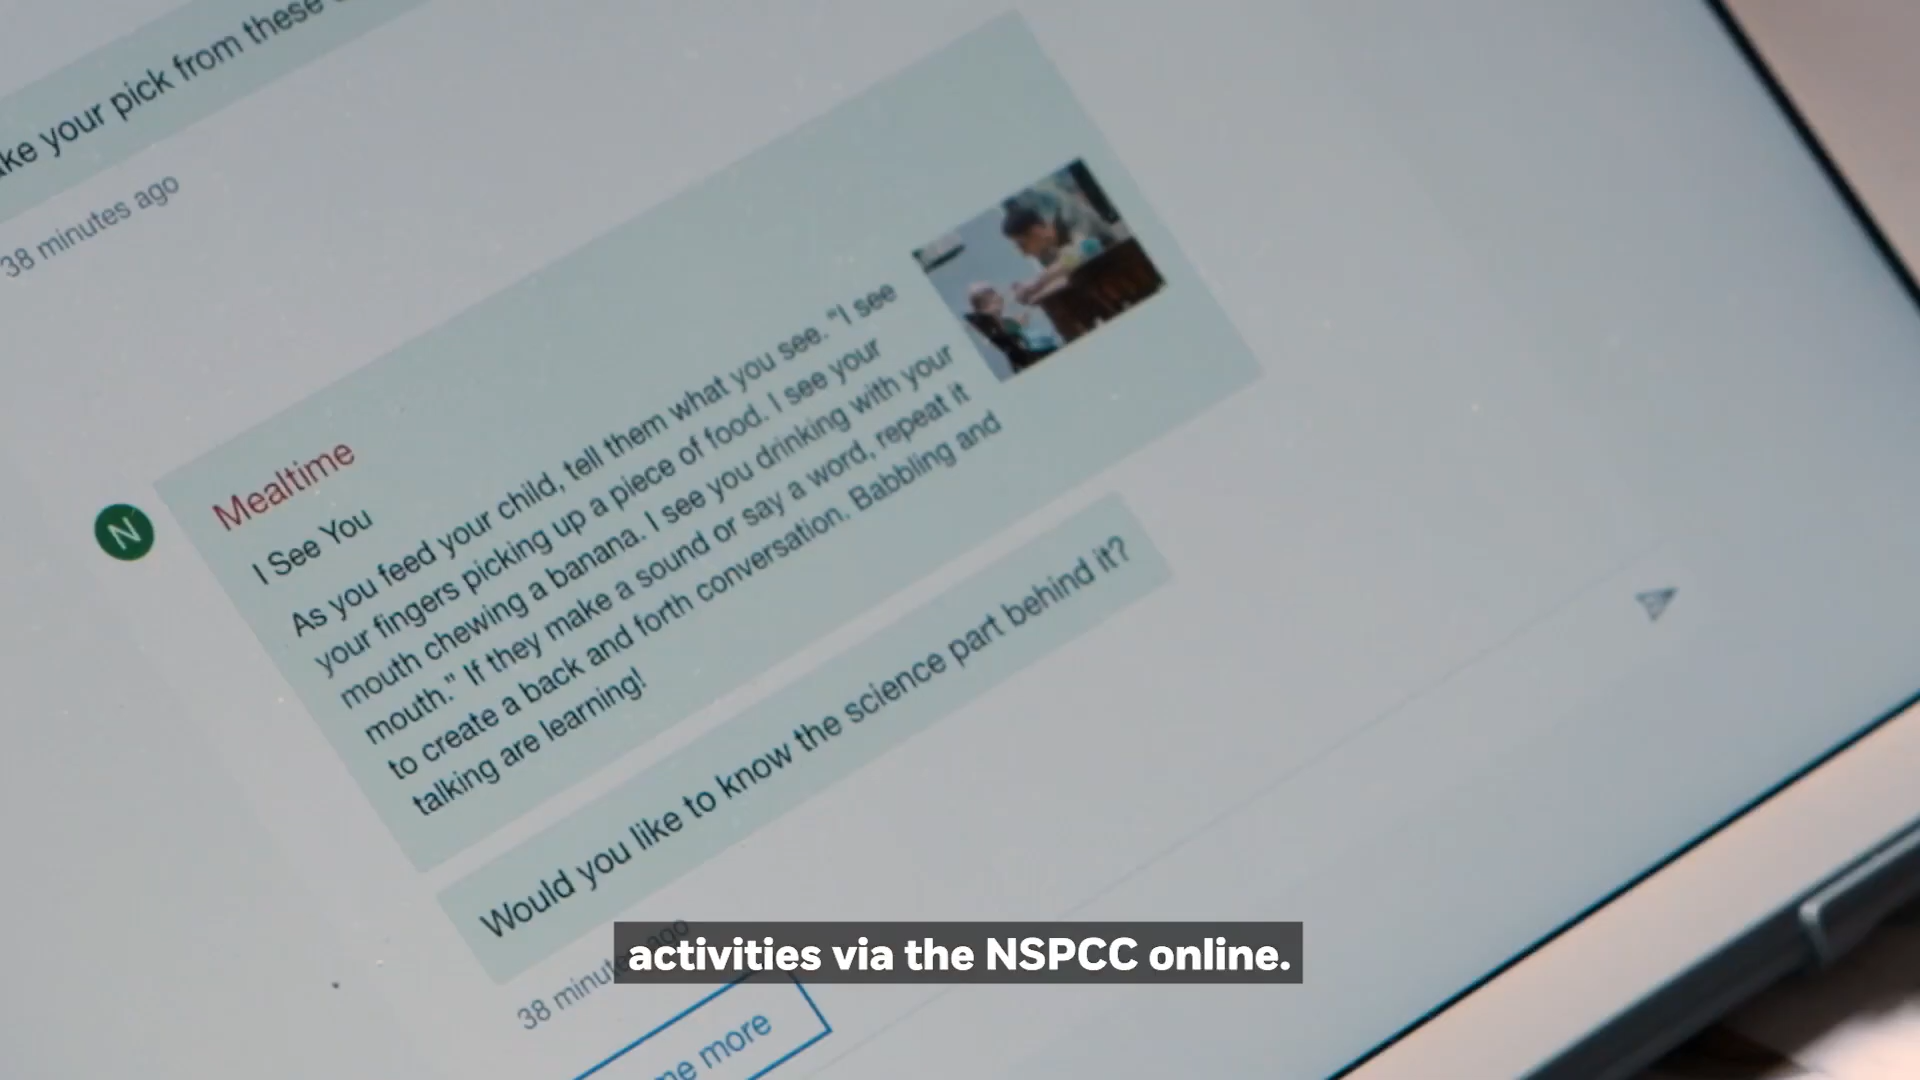 ke your pick from these
38 minutes ago
N
Mealtime
I See You
As you feed your child, tell them what you see. “I see
your fingers picking up a piece of food. I see your
mouth chewing a banana. I see you drinking with your
mouth.” If they make a sound or say a word, repeat it
to create a back and forth conversation. Babbling and
talking are learning!
Would you like to know the science part behind it?
38 minutes ago
me more
activities via the NSPCC online.